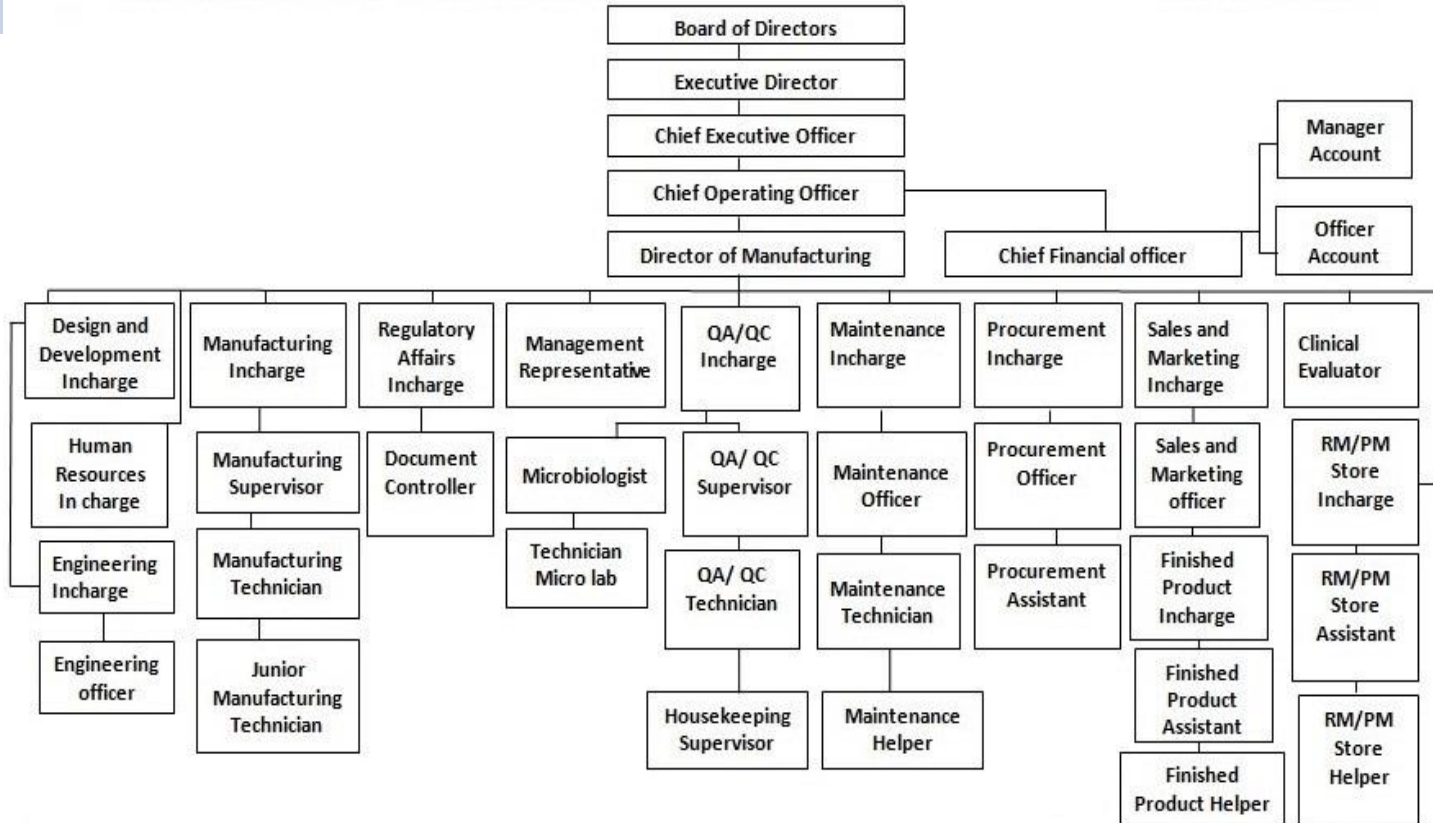 Board of Directors
Executive Director
Chief Executive Officer
Chief Operating Officer
Director of Manufacturing
Chief Financial officer
Manager
Account
Officer
Account
Design and
Development
Incharge
Human
Resources
In charge
Engineering
Incharge
Engineering
officer
Manufacturing
Incharge
Manufacturing
Supervisor
Manufacturing
Technician
Junior
Manufacturing
Technician
Regulatory
Affairs
Incharge
Document
Controller
Management
Representative
QA/QC
Incharge
Microbiologist
Technician
Micro lab
QA/ QC
Supervisor
QA/ QC
Technician
Housekeeping
Supervisor
Maintenance
Incharge
Maintenance
Officer
Maintenance
Technician
Maintenance
Helper
Procurement
Incharge
Procurement
Officer
Procurement
Assistant
Sales and
Marketing
Incharge
Sales and
Marketing
officer
Finished
Product
Incharge
Finished
Product
Assistant
Finished
Product Helper
Clinical
Evaluator
RM/PM
Store
Incharge
RM/PM
Store
Assistant
RM/PM
Store
Helper